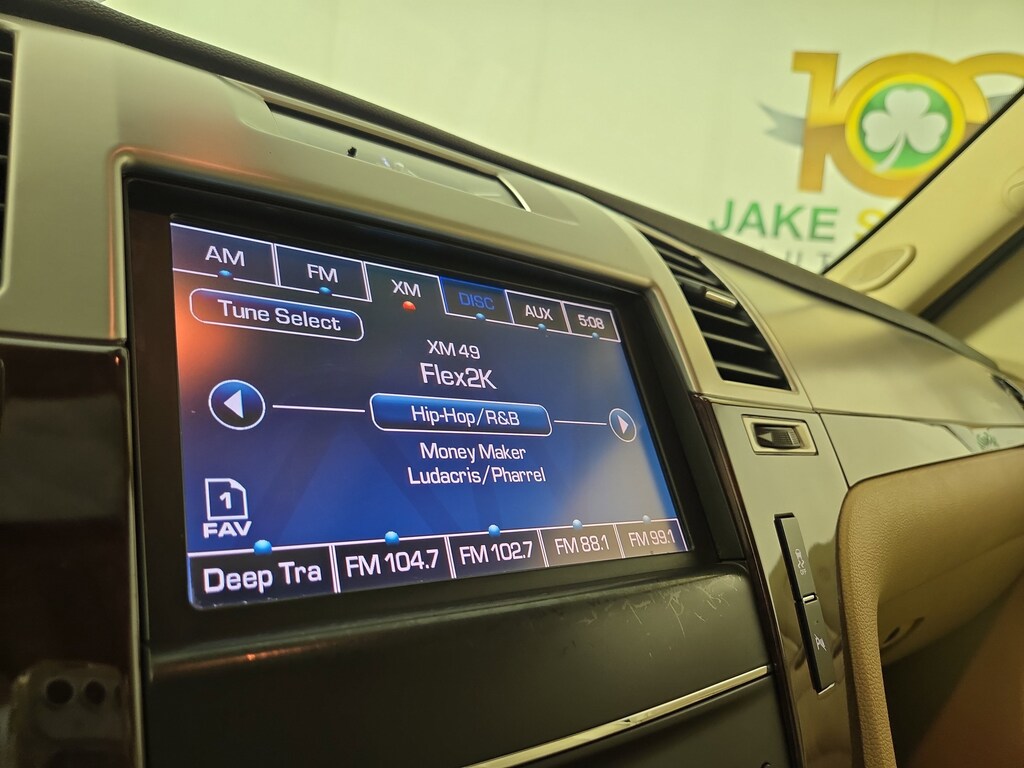 100
JAKE
AM FM XM DISC AUX 5:08
Tune Select
XM 49
Flex2K
Hip-Hop/R&B
Money Maker
Ludacris/Pharrel
1
FAV
Deep Tra FM 104.7 FM 102.7 FM 88.1 FM 99.1